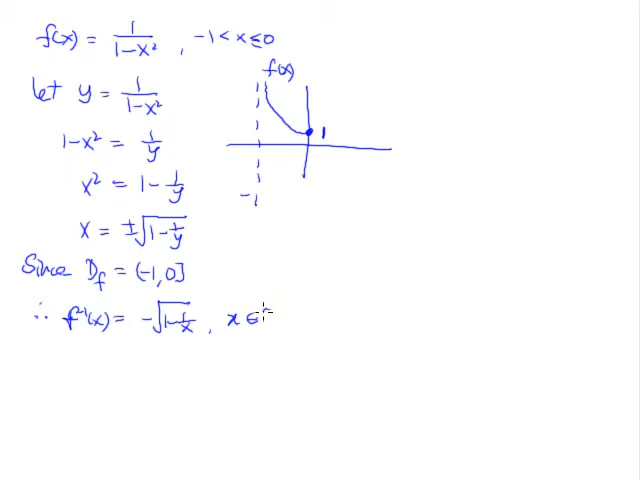 f(x) = 1/(1-x²) , -1 < x ≤ 0
let y = 1/(1-x²)
1-x² = 1/y
x² = 1 - 1/y
x = ±√(1-1/y)
Since D_f = (-1, 0]
∴ f⁻¹(x) = -√(1-1/x) , x ∈
f(x)
1
-1